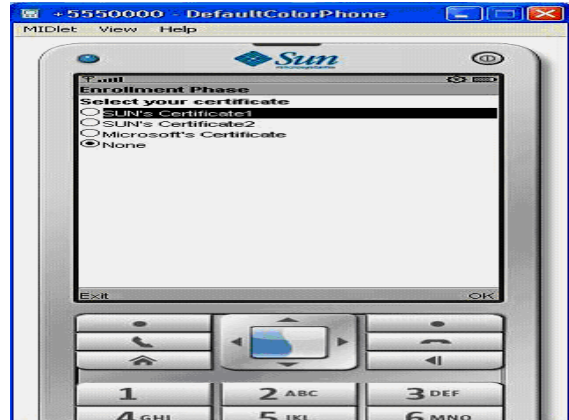 +5550000 - DefaultColorPhone
MIDlet View Help
Sun
microsystems
Enrollment Phase
Select your certificate
SUN's Certificate1
SUN's Certificate2
Microsoft's Certificate
None
Exit OK
1 2 ABC 3 DEF
4 GHI 5 JKL 6 MNO